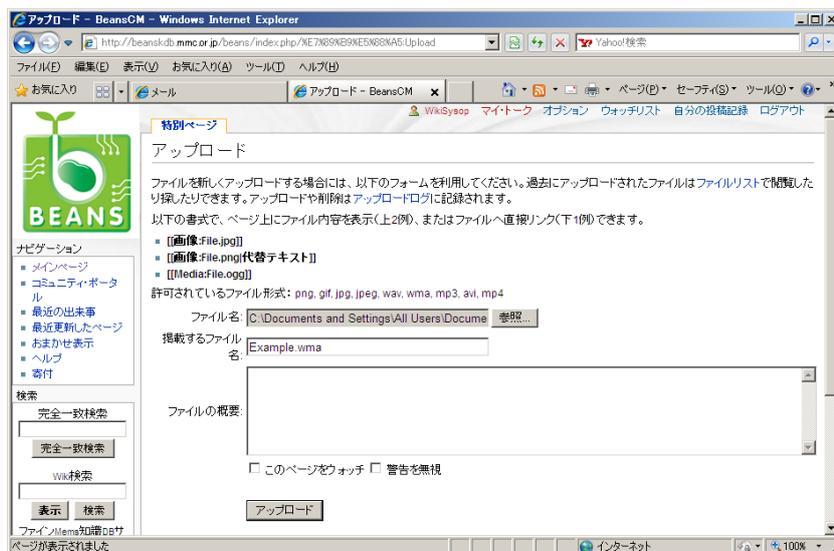 アップロード - BeansCM - Windows Internet Explorer
http://beanskdb.mmc.or.jp/beans/index.php/%E7%89%B9%E5%88%A5:Upload
Yahoo!検索
ファイル(F) 編集(E) 表示(V) お気に入り(A) ツール(T) ヘルプ(H)
お気に入り
メール
アップロード - BeansCM
ページ(P) セーフティ(S) ツール(O)
WikiSysop マイ・トーク オプション ウォッチリスト 自分の投稿記録 ログアウト
BEANS
ナビゲーション
メインページ
コミュニティ・ポータ
ル
最近の出来事
最近更新したページ
おまかせ表示
ヘルプ
寄付
検索
完全一致検索
完全一致検索
Wiki検索
表示 検索
ファインMems知識DBサ
特別ページ
アップロード
ファイルを新しくアップロードする場合には、以下のフォームを利用してください。過去にアップロードされたファイルはファイルリストで閲覧した
り探したりできます。アップロードや削除はアップロードログに記録されます。
以下の書式で、ページ上にファイル内容を表示(上2例)、またはファイルへ直接リンク(下1例)できます。
[[画像:File.jpg]]
[[画像:File.png|代替テキスト]]
[[Media:File.ogg]]
許可されているファイル形式: png, gif, jpg, jpeg, wav, wma, mp3, avi, mp4
ファイル名: C:\Documents and Settings\All Users\Docume 参照...
掲載するファイル
名: Example.wma
ファイルの概要:
このページをウォッチ 警告を無視
アップロード
ページが表示されました
インターネット
100%